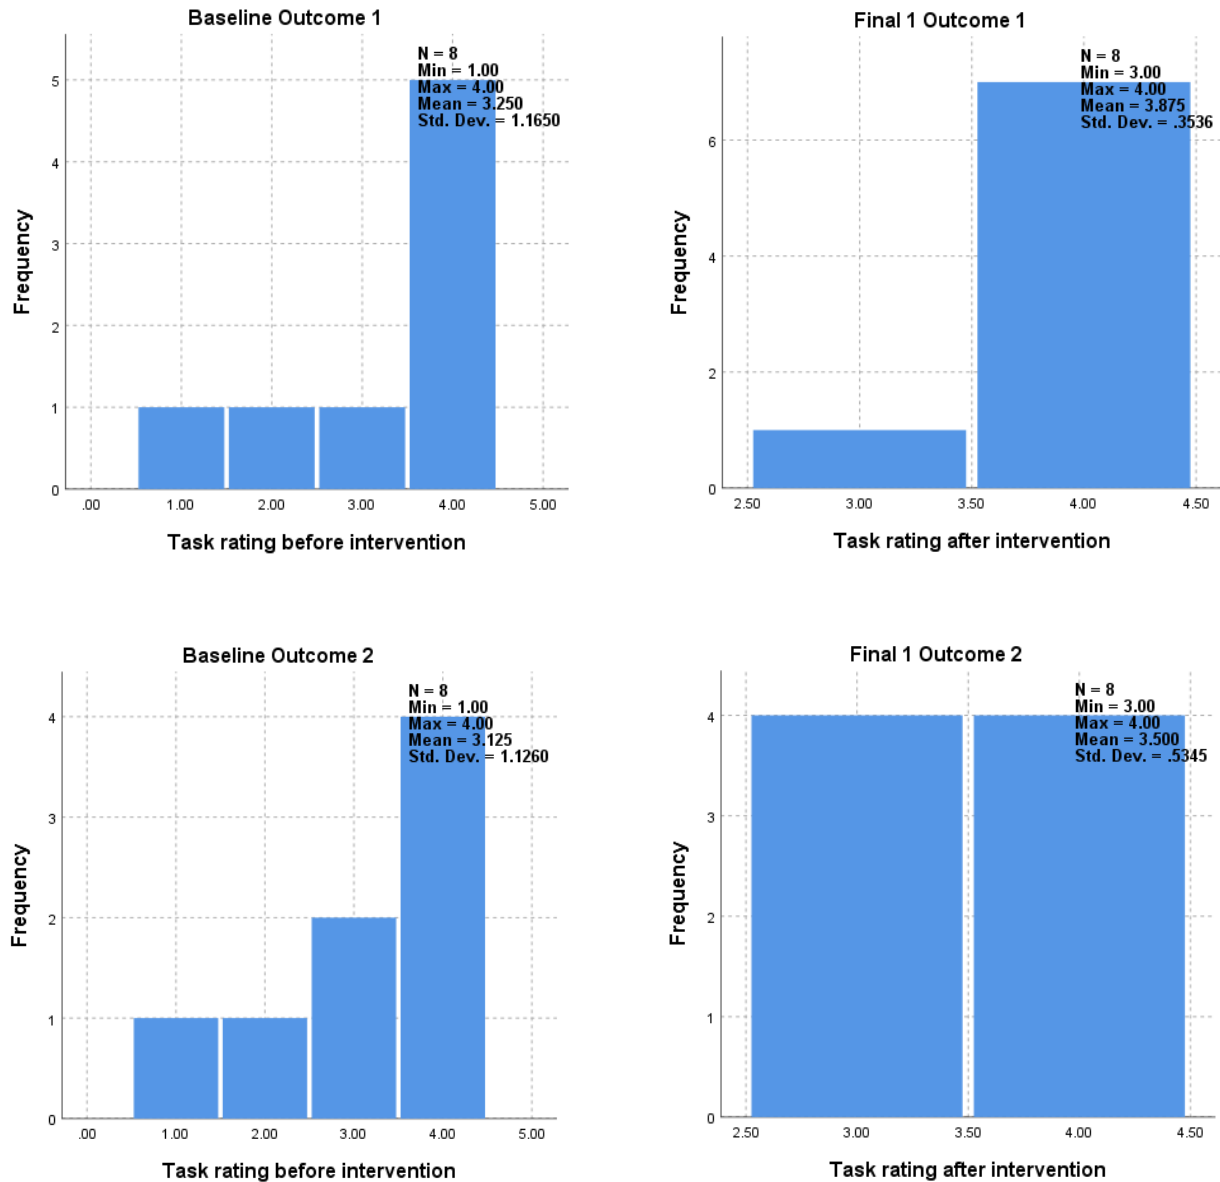 Baseline Outcome 1
N = 8
Min = 1.00
Max = 4.00
Mean = 3.250
Std. Dev. = 1.1650
Frequency
5
4
3
2
1
0
.00 1.00 2.00 3.00 4.00 5.00
Task rating before intervention
Final 1 Outcome 1
N = 8
Min = 3.00
Max = 4.00
Mean = 3.875
Std. Dev. = .3536
Frequency
6
4
2
0
2.50 3.00 3.50 4.00 4.50
Task rating after intervention
Baseline Outcome 2
N = 8
Min = 1.00
Max = 4.00
Mean = 3.125
Std. Dev. = 1.1260
Frequency
4
3
2
1
0
.00 1.00 2.00 3.00 4.00 5.00
Task rating before intervention
Final 1 Outcome 2
N = 8
Min = 3.00
Max = 4.00
Mean = 3.500
Std. Dev. = .5345
Frequency
4
3
2
1
0
2.50 3.00 3.50 4.00 4.50
Task rating after intervention